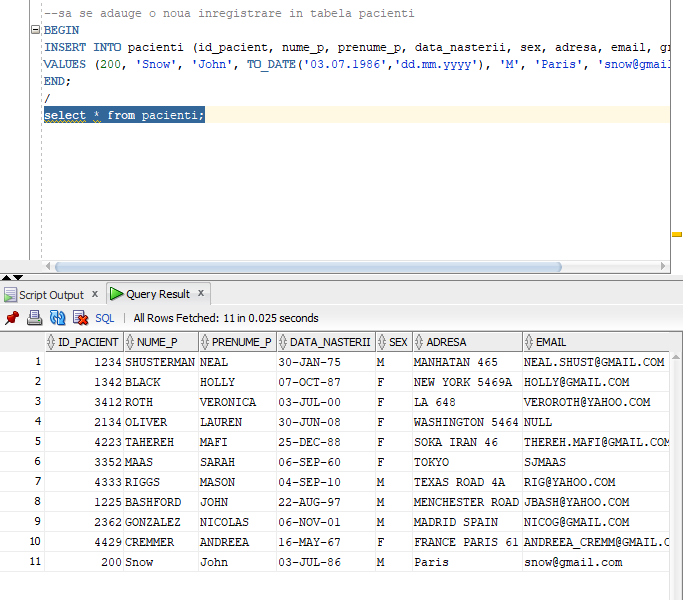 --sa se adauge o noua inregistrare in tabela pacienti
BEGIN
INSERT INTO pacienti (id_pacient, nume_p, prenume_p, data_nasterii, sex, adresa, email, gr
VALUES (200, 'Snow', 'John', TO_DATE('03.07.1986','dd.mm.yyyy'), 'M', 'Paris', 'snow@gmail
END;
/
select * from pacienti;
Script Output x Query Result x
SQL | All Rows Fetched: 11 in 0.025 seconds
ID_PACIENT NUME_P PRENUME_P DATA_NASTERII SEX ADRESA EMAIL
1 1234 SHUSTERMAN NEAL 30-JAN-75 M MANHATAN 465 NEAL.SHUST@GMAIL.COM
2 1342 BLACK HOLLY 07-OCT-87 F NEW YORK 5469A HOLLY@GMAIL.COM
3 3412 ROTH VERONICA 03-JUL-00 F LA 648 VEROROTH@YAHOO.COM
4 2134 OLIVER LAUREN 30-JUN-08 F WASHINGTON 5464 NULL
5 4223 TAHEREH MAFI 25-DEC-88 F SOKA IRAN 46 THEREH.MAFI@GMAIL.COM
6 3352 MAAS SARAH 06-SEP-60 F TOKYO SJMAAS
7 4333 RIGGS MASON 04-SEP-10 M TEXAS ROAD 4A RIG@YAHOO.COM
8 1225 BASHFORD JOHN 22-AUG-97 M MENCHESTER ROAD JBASH@YAHOO.COM
9 2362 GONZALEZ NICOLAS 06-NOV-01 M MADRID SPAIN NICOG@GMAIL.COM
10 4429 CREMMER ANDREEA 16-MAY-67 F FRANCE PARIS 61 ANDREEA_CREMM@GMAIL.C
11 200 Snow John 03-JUL-86 M Paris snow@gmail.com